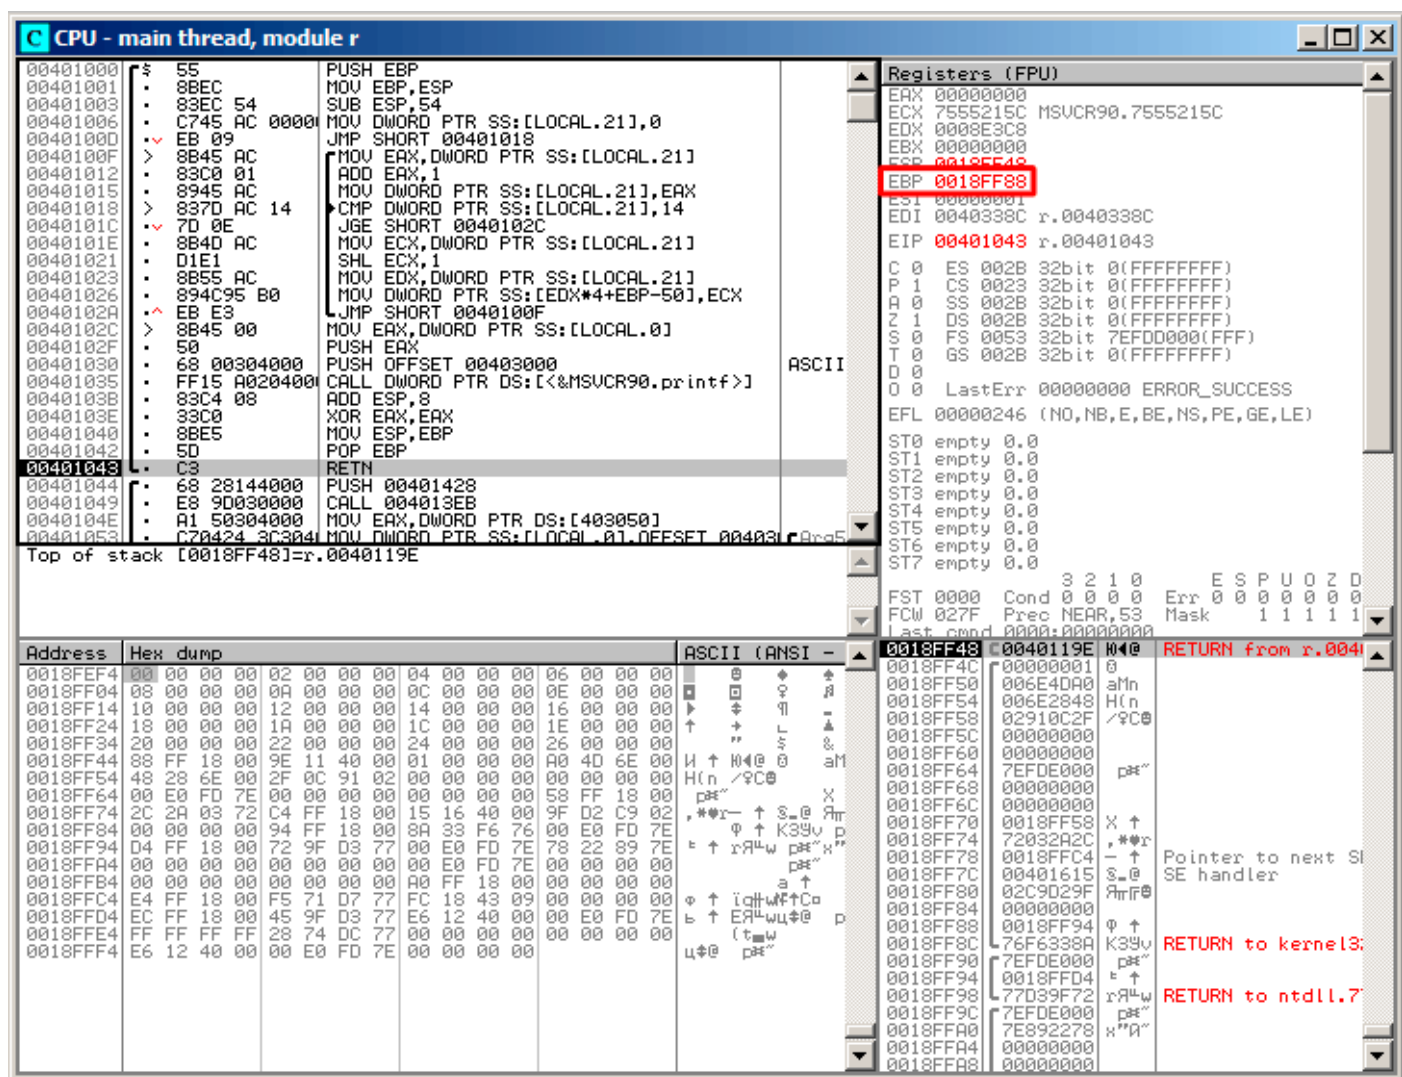 CPU - main thread, module r
00401000 $ 55 PUSH EBP
00401001 · 8BEC MOV EBP,ESP
00401003 · 83EC 54 SUB ESP,54
00401006 · C745 AC 0000 MOV DWORD PTR SS:[LOCAL.21],0
0040100D · EB 09 JMP SHORT 00401018
0040100F > 8B45 AC MOV EAX,DWORD PTR SS:[LOCAL.21]
00401012 · 83C0 01 ADD EAX,1
00401015 · 8945 AC MOV DWORD PTR SS:[LOCAL.21],EAX
00401018 > 837D AC 14 CMP DWORD PTR SS:[LOCAL.21],14
0040101C · 7D 0E JGE SHORT 0040102C
0040101E · 8B4D AC MOV ECX,DWORD PTR SS:[LOCAL.21]
00401021 · D1E1 SHL ECX,1
00401023 · 8B55 AC MOV EDX,DWORD PTR SS:[LOCAL.21]
00401026 · 894C95 B0 MOV DWORD PTR SS:[EDX*4+EBP-50],ECX
0040102A · EB E3 JMP SHORT 0040100F
0040102C > 8B45 00 MOV EAX,DWORD PTR SS:[LOCAL.0]
0040102F · 50 PUSH EAX
00401030 · 68 00304000 PUSH OFFSET 00403000 ASCII
00401035 · FF15 A0204000 CALL DWORD PTR DS:[<&MSVCR90.printf>]
0040103B · 83C4 08 ADD ESP,8
0040103E · 33C0 XOR EAX,EAX
00401040 · 8BE5 MOV ESP,EBP
00401042 · 5D POP EBP
00401043 · C3 RETN
00401044 · 68 28144000 PUSH 00401428
00401049 · E8 9D030000 CALL 004013EB
0040104E · A1 50304000 MOV EAX,DWORD PTR DS:[403050]
00401053 · C70424 3C304 MOV DWORD PTR SS:[LOCAL.0],OFFSET 00403 Arg5
Top of stack [0018FF48]=r.0040119E
Registers (FPU)
EAX 00000000
ECX 7555215C MSVCR90.7555215C
EDX 0008E3C8
EBX 00000000
ESP 0018FF48
EBP 0018FF88
ESI 00000001
EDI 0040338C r.0040338C
EIP 00401043 r.00401043
C 0 ES 002B 32bit 0(FFFFFFFF)
P 1 CS 0023 32bit 0(FFFFFFFF)
A 0 SS 002B 32bit 0(FFFFFFFF)
Z 1 DS 002B 32bit 0(FFFFFFFF)
S 0 FS 0053 32bit 7EFDD000(FFF)
T 0 GS 002B 32bit 0(FFFFFFFF)
D 0
O 0 LastErr 00000000 ERROR_SUCCESS
EFL 00000246 (NO,NB,E,BE,NS,PE,GE,LE)
ST0 empty 0.0
ST1 empty 0.0
ST2 empty 0.0
ST3 empty 0.0
ST4 empty 0.0
ST5 empty 0.0
ST6 empty 0.0
ST7 empty 0.0
3 2 1 0 E S P U O Z D
FST 0000 Cond 0 0 0 0 Err 0 0 0 0 0 0 0
FCW 027F Prec NEAR,53 Mask 1 1 1 1 1
Last cmnd 0000:00000000
Address Hex dump ASCII (ANSI -
0018FEF4 00 00 00 00 02 00 00 00 04 00 00 00 06 00 00 00
0018FF04 08 00 00 00 0A 00 00 00 0C 00 00 00 0E 00 00 00
0018FF14 10 00 00 00 12 00 00 00 14 00 00 00 16 00 00 00
0018FF24 18 00 00 00 1A 00 00 00 1C 00 00 00 1E 00 00 00
0018FF34 20 00 00 00 22 00 00 00 24 00 00 00 26 00 00 00 " $ &
0018FF44 88 FF 18 00 9E 11 40 00 01 00 00 00 A0 4D 6E 00
0018FF54 48 28 6E 00 2F 0C 91 02 00 00 00 00 00 00 00 00
0018FF64 00 E0 FD 7E 00 00 00 00 00 00 00 00 58 FF 18 00
0018FF74 2C 2A 03 72 C4 FF 18 00 15 16 40 00 9F D2 C9 02
0018FF84 00 00 00 00 94 FF 18 00 8A 33 F6 76 00 E0 FD 7E
0018FF94 D4 FF 18 00 72 9F D3 77 00 E0 FD 7E 78 22 89 7E
0018FFA4 00 00 00 00 00 00 00 00 00 E0 FD 7E 00 00 00 00
0018FFB4 00 00 00 00 00 00 00 00 A0 FF 18 00 00 00 00 00
0018FFC4 E4 FF 18 00 F5 71 D7 77 FC 18 43 09 00 00 00 00
0018FFD4 EC FF 18 00 45 9F D3 77 E6 12 40 00 00 E0 FD 7E
0018FFE4 FF FF FF FF 28 74 DC 77 00 00 00 00 00 00 00 00
0018FFF4 E6 12 40 00 00 E0 FD 7E 00 00 00 00
0018FF48 0040119E RETURN from r.004
0018FF4C 00000001
0018FF50 006E4DA0 aMn
0018FF54 006E2848 H(n
0018FF58 02910C2F
0018FF5C 00000000
0018FF60 00000000
0018FF64 7EFDE000
0018FF68 00000000
0018FF6C 00000000
0018FF70 0018FF58 X ↑
0018FF74 72032A2C ,*♥r
0018FF78 0018FFC4 Pointer to next S
0018FF7C 00401615 SE handler
0018FF80 02C9D29F
0018FF84 00000000
0018FF88 0018FF94
0018FF8C 76F6338A RETURN to kernel3
0018FF90 7EFDE000
0018FF94 0018FFD4
0018FF98 77D39F72 RETURN to ntdll.7
0018FF9C 7EFDE000
0018FFA0 7E892278
0018FFA4 00000000
0018FFA8 00000000